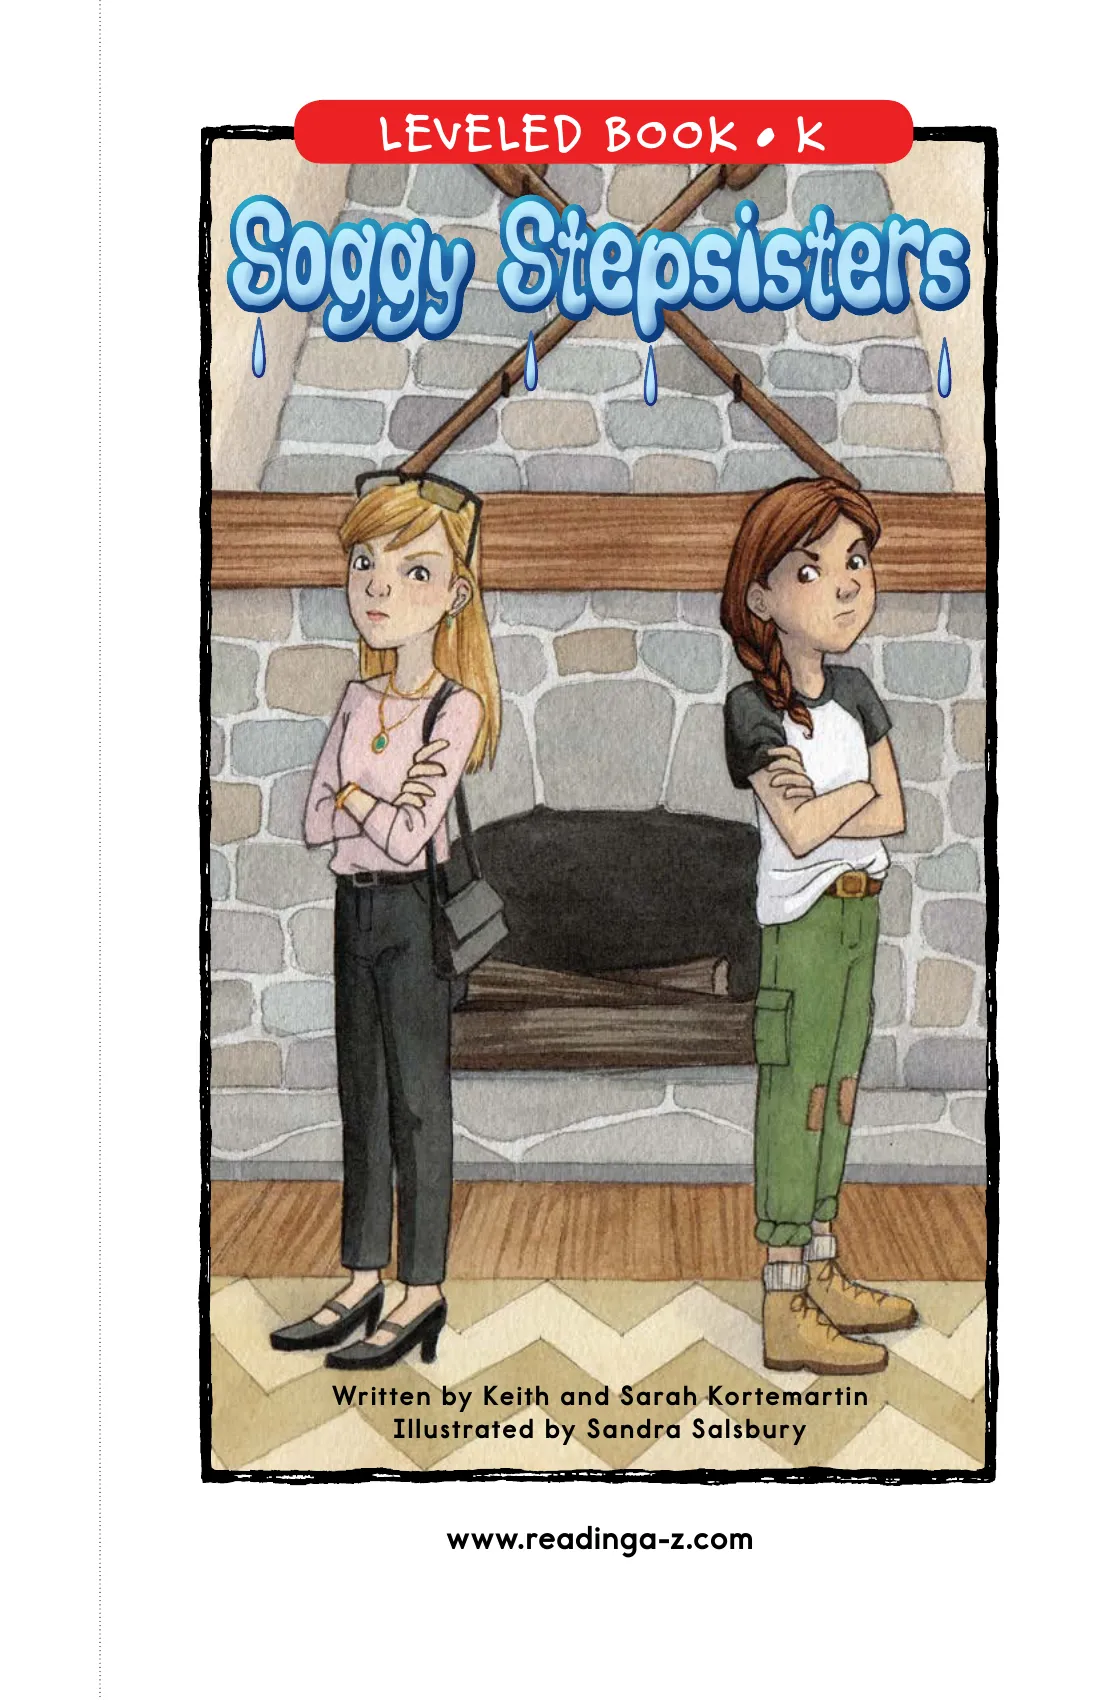 LEVELED BOOK • K
Soggy Stepsisters
Written by Keith and Sarah Kortemartin
Illustrated by Sandra Salsbury
www.readinga-z.com